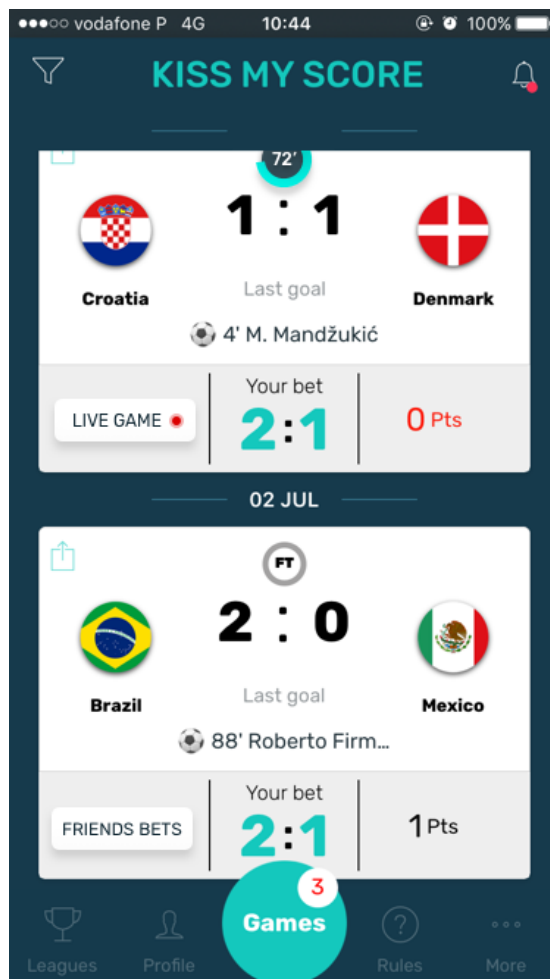 vodafone P 4G 10:44 100%
KISS MY SCORE
72'
1 : 1
Croatia
Denmark
Last goal
4' M. Mandžukić
LIVE GAME
Your bet
2:1
0 Pts
02 JUL
FT
2 : 0
Brazil
Mexico
Last goal
88' Roberto Firm...
FRIENDS BETS
Your bet
2:1
1 Pts
3
Leagues
Profile
Games
?
Rules
More